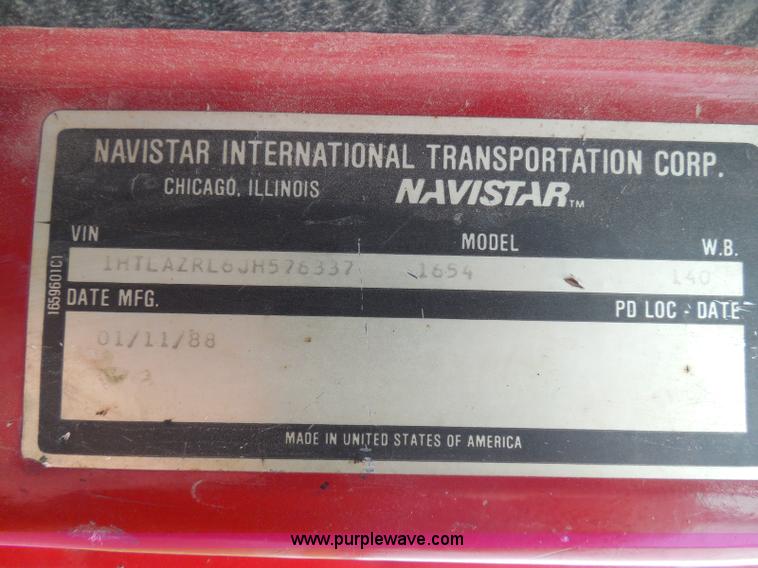 NAVISTAR INTERNATIONAL TRANSPORTATION CORP.
CHICAGO, ILLINOIS NAVISTAR™
VIN MODEL W.B.
1HTLAZRL6JH576337 1654 140
DATE MFG. PD LOC - DATE
01/11/88
MADE IN UNITED STATES OF AMERICA
1659601C1
www.purplewave.com